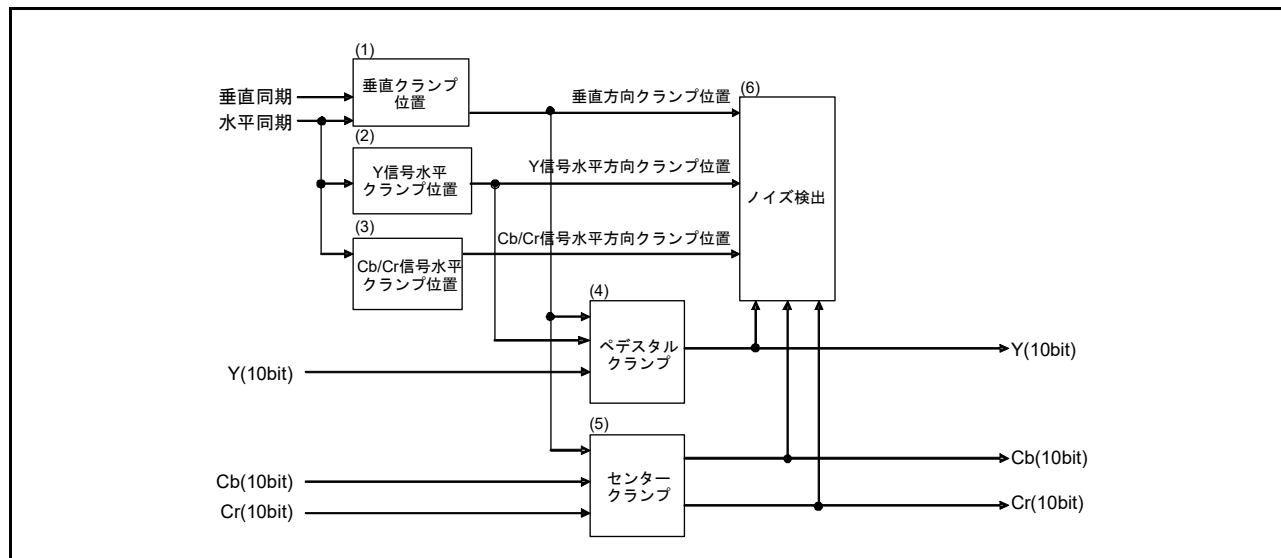 (1)
垂直クランプ
位置
垂直同期
水平同期
垂直方向クランプ位置
(6)
ノイズ検出
(2)
Y信号水平
クランプ位置
Y信号水平方向クランプ位置
(3)
Cb/Cr信号水平
クランプ位置
Cb/Cr信号水平方向クランプ位置
(4)
ペデスタル
クランプ
Y(10bit)
Y(10bit)
(5)
センター
クランプ
Cb(10bit)
Cr(10bit)
Cb(10bit)
Cr(10bit)